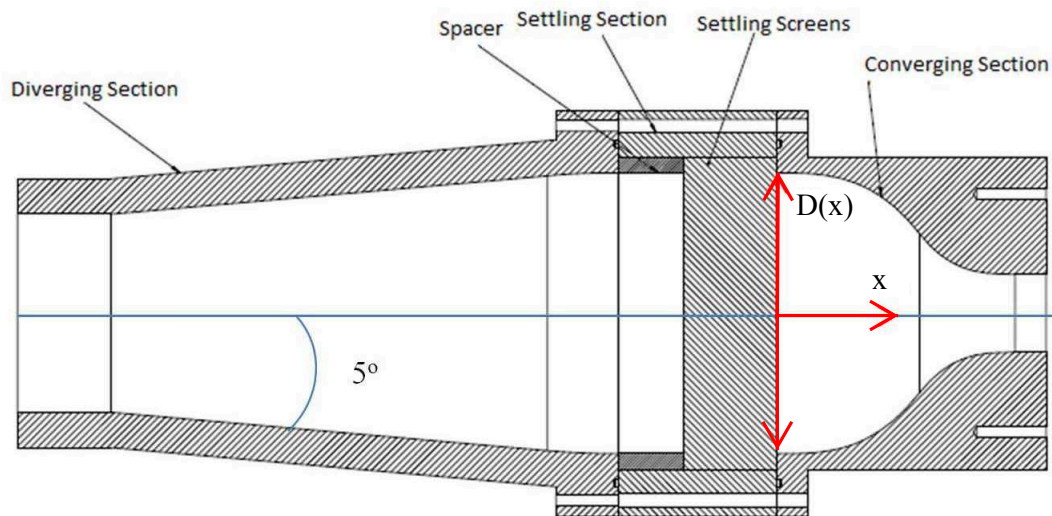 Settling Section
Settling Screens
Spacer
Converging Section
Diverging Section
D(x)
x
5°